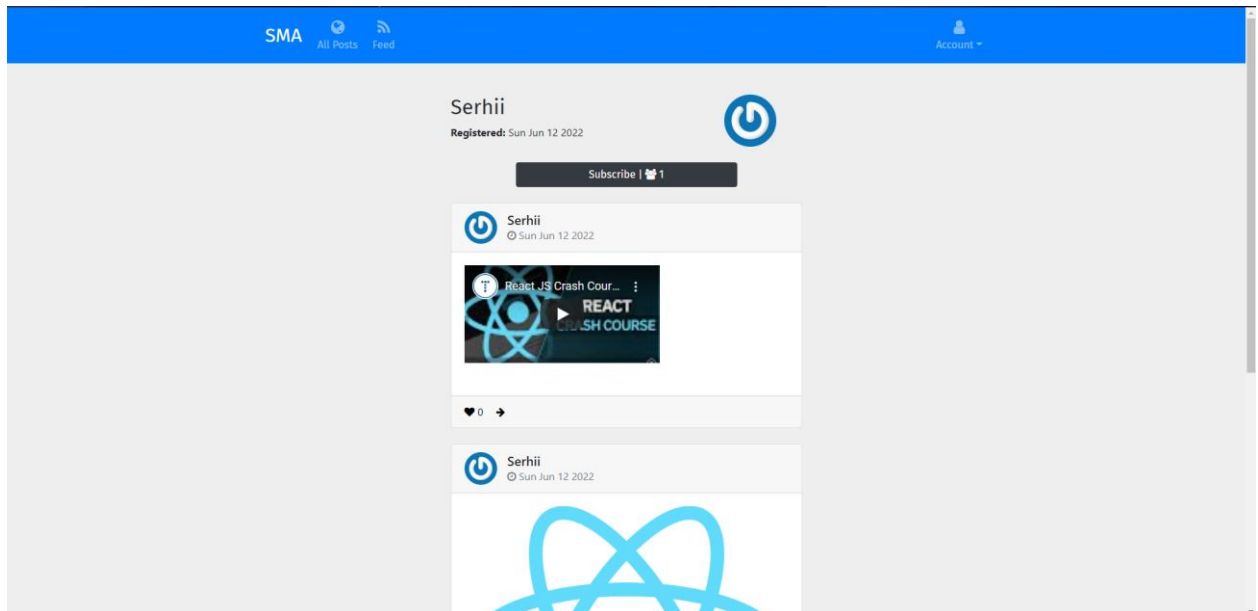 SMA
All Posts
Feed
Account
Serhii
Registered: Sun Jun 12 2022
Subscribe | 1
Serhii
Sun Jun 12 2022
React JS Crash Cour...
REACT
CRASH COURSE
0
Serhii
Sun Jun 12 2022